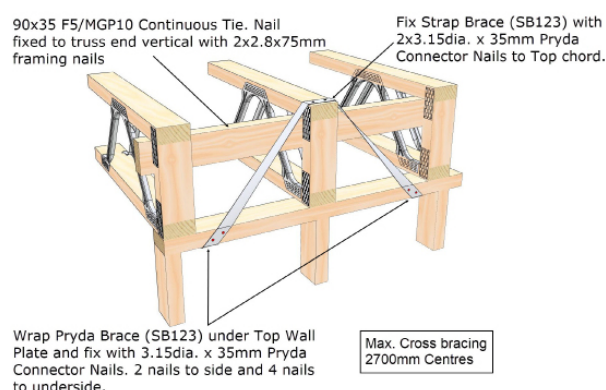 90x35 F5/MGP10 Continuous Tie. Nail
fixed to truss end vertical with 2x2.8x75mm
framing nails
Fix Strap Brace (SB123) with
2x3.15dia. x 35mm Pryda
Connector Nails to Top chord.
Wrap Pryda Brace (SB123) under Top Wall
Plate and fix with 3.15dia. x 35mm Pryda
Connector Nails. 2 nails to side and 4 nails
to underside.
Max. Cross bracing
2700mm Centres